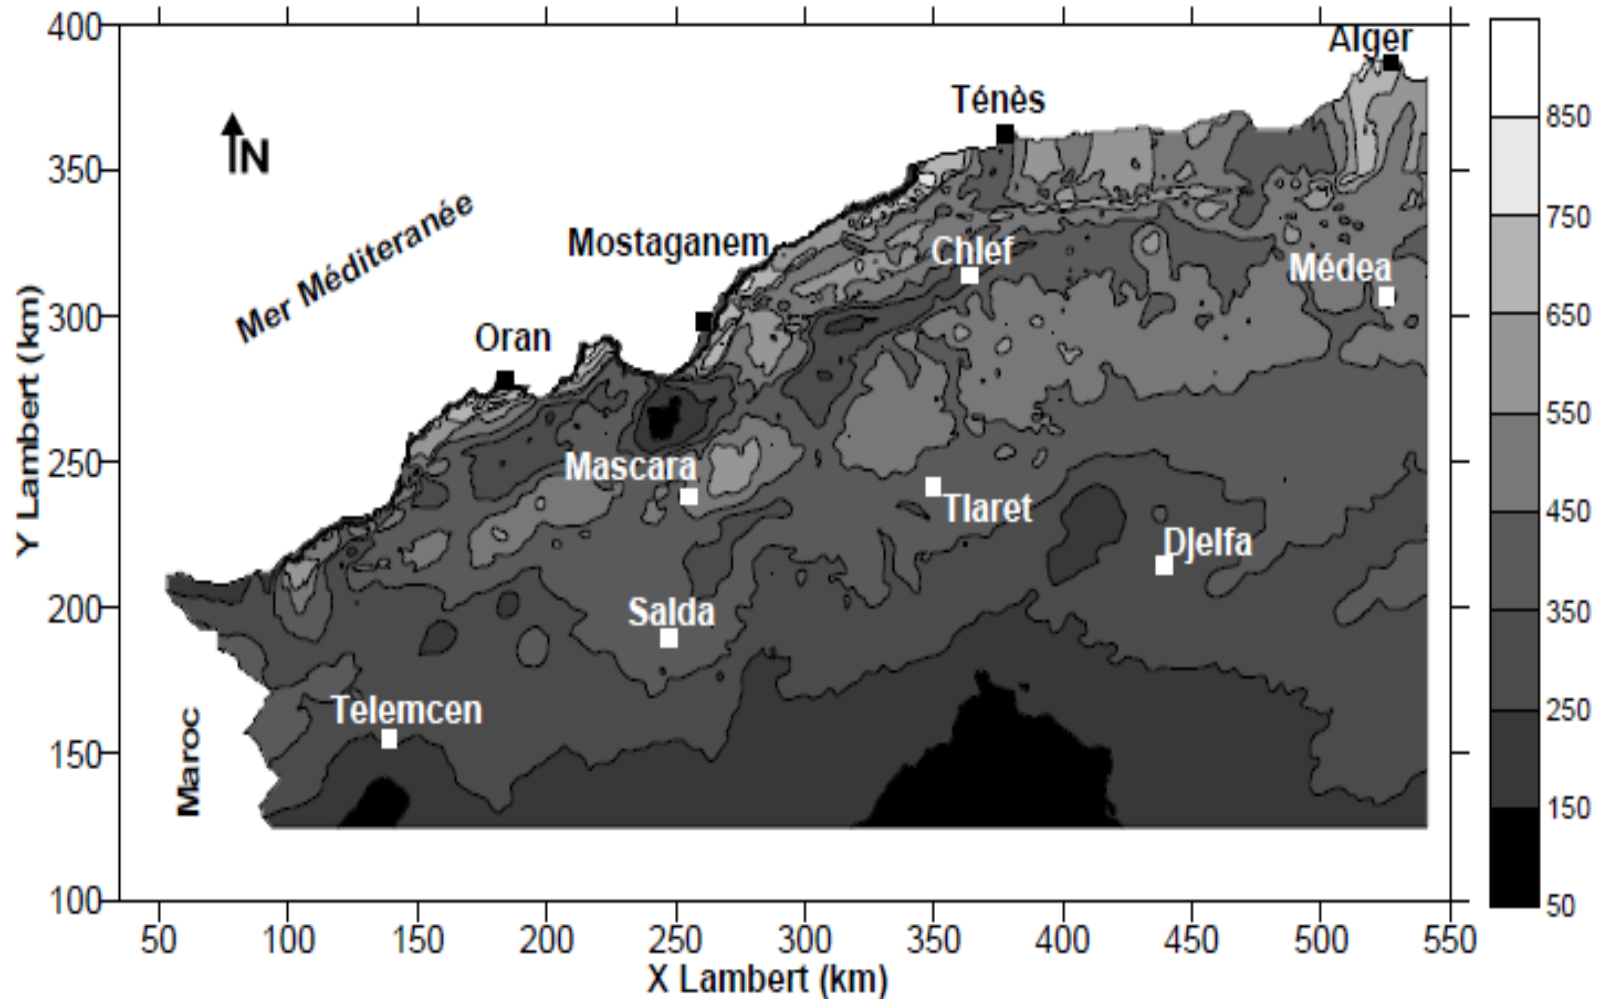 400
350
300
250
200
150
100
Y Lambert (km)
N
Mer Méditeranée
Alger
Ténès
Mostaganem
Chlef
Médea
Oran
Mascara
TIaret
DJelfa
SaIda
Telemcen
Maroc
50 100 150 200 250 300 350 400 450 500 550
X Lambert (km)
850
750
650
550
450
350
250
150
50